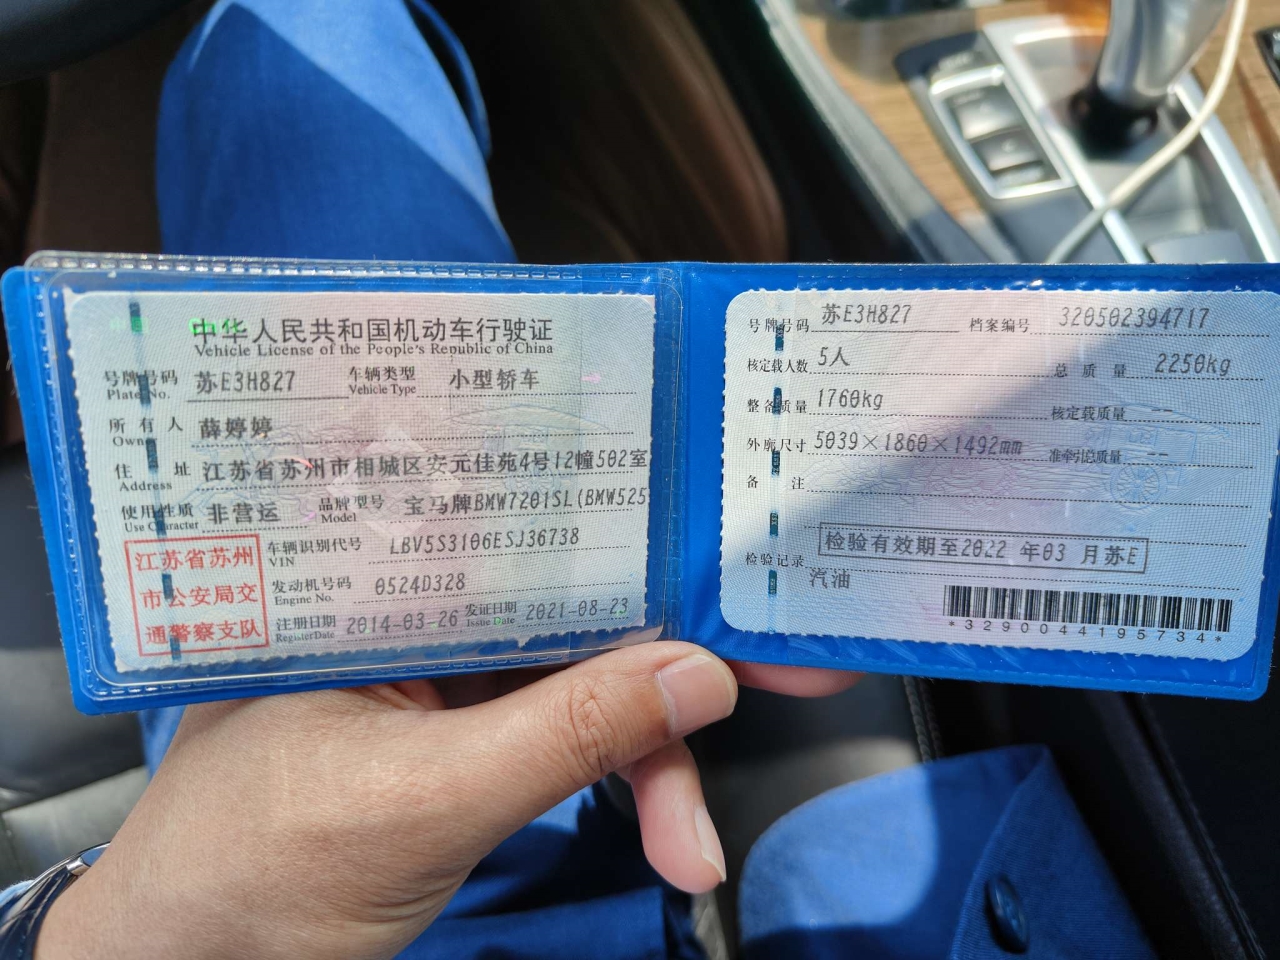 中华人民共和国机动车行驶证
Vehicle License of the People's Republic of China
号牌号码 苏E3H827 车辆类型 小型轿车
Plate No. Vehicle Type
所有人 薛婷婷
Owner
住址 江苏省苏州市相城区安元佳苑4号12幢502室
Address
使用性质 非营运 品牌型号 宝马牌BMW7201SL(BMW525
Use Character Model
江苏省苏州
市公安局交
通警察支队
车辆识别代号 LBV5S3106ESJ36738
VIN
发动机号码 0524D328
Engine No.
注册日期 2014-03-26 发证日期 2021-08-23
Register Date Issue Date
号牌号码 苏E3H827 档案编号 320502394717
核定载人数 5人 总质量 2250kg
整备质量 1760kg 核定载质量 --
外廓尺寸 5039×1860×1492mm 准牵引总质量 --
备注
检验有效期至2022 年03 月苏E
检验记录
汽油
*3290044195734*